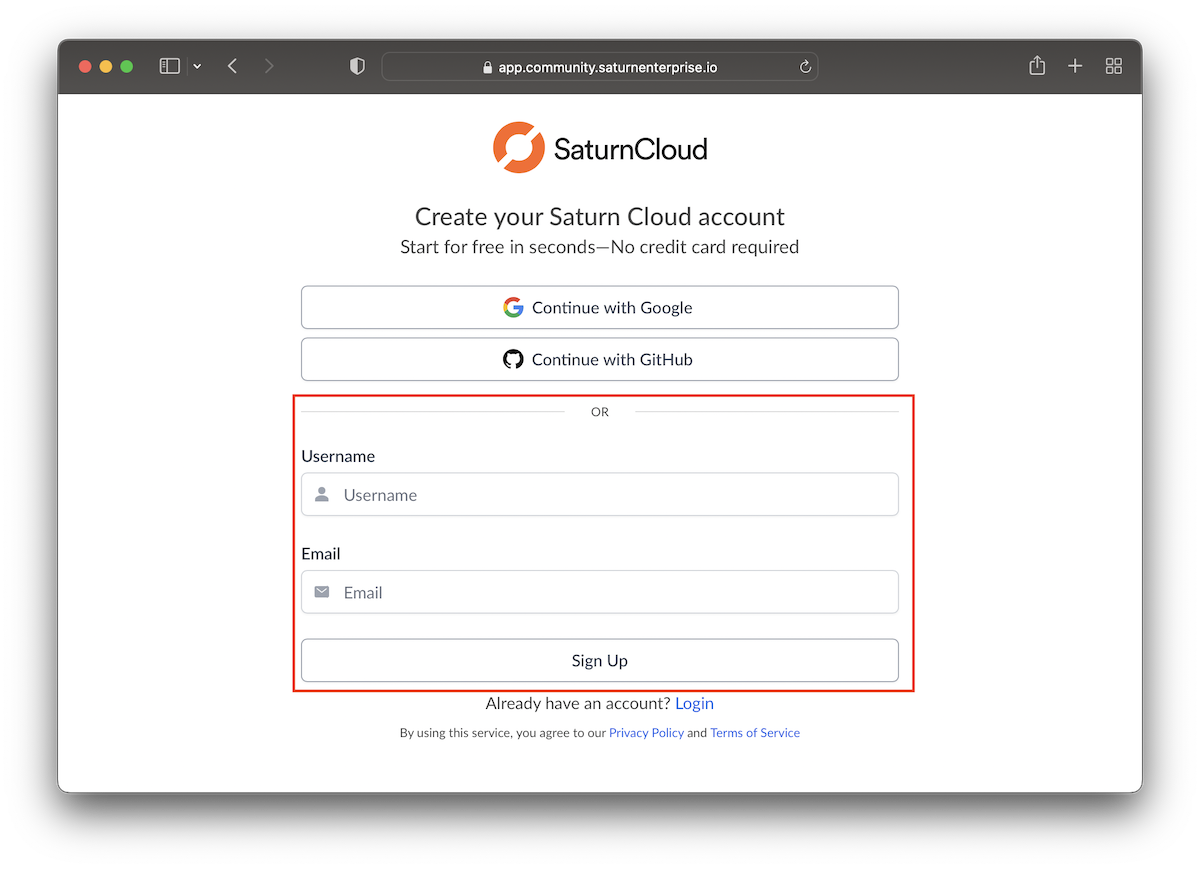 app.community.saturnenterprise.io
SaturnCloud
Create your Saturn Cloud account
Start for free in seconds—No credit card required
Continue with Google
Continue with GitHub
OR
Username
Username
Email
Email
Sign Up
Already have an account? Login
By using this service, you agree to our Privacy Policy and Terms of Service